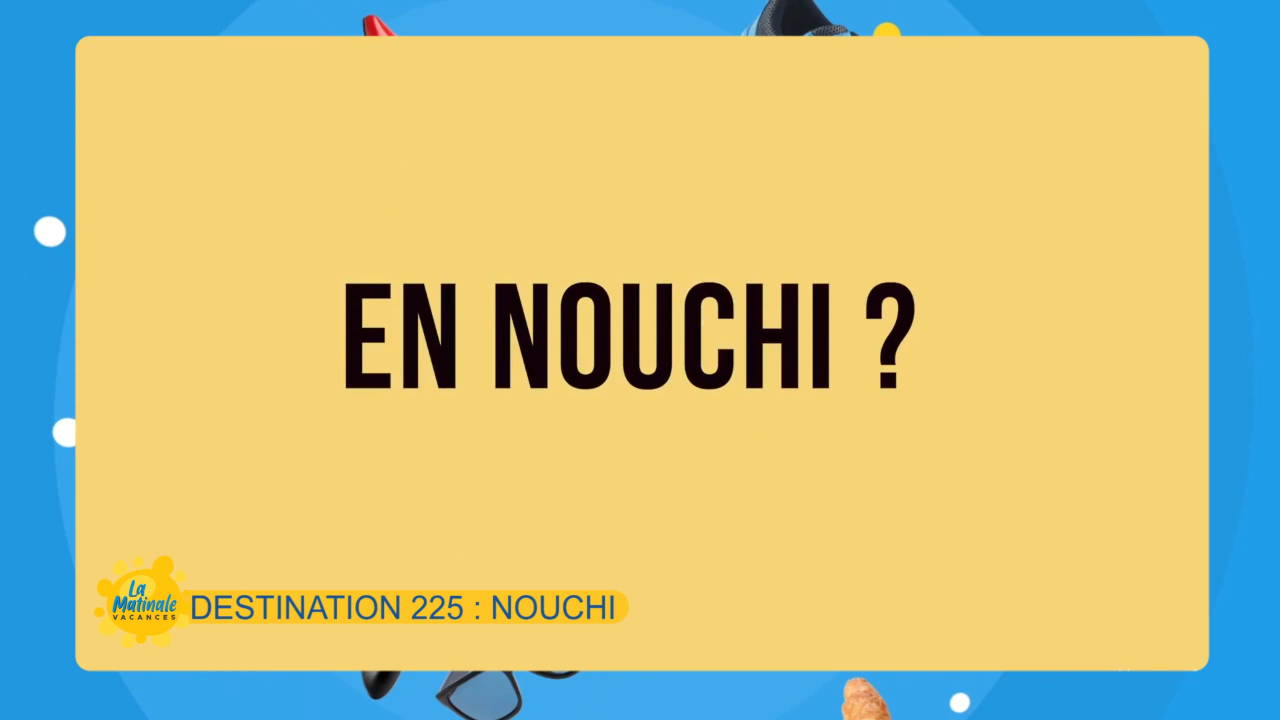 EN NOUCHI ?
La
Matinale
VACANCES
DESTINATION 225 : NOUCHI